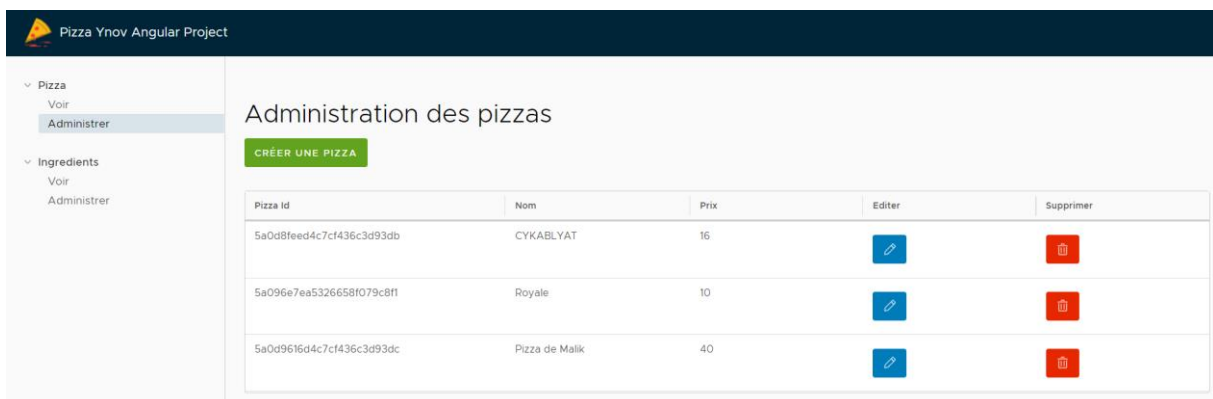 Pizza Ynov Angular Project
Pizza
Voir
Administrer
Ingredients
Voir
Administrer
Administration des pizzas
CRÉER UNE PIZZA
Pizza Id Nom Prix Editer Supprimer
5a0d8feed4c7cf436c3d93db CYKABLYAT 16
5a096e7ea5326658f079c8f1 Royale 10
5a0d9616d4c7cf436c3d93dc Pizza de Malik 40